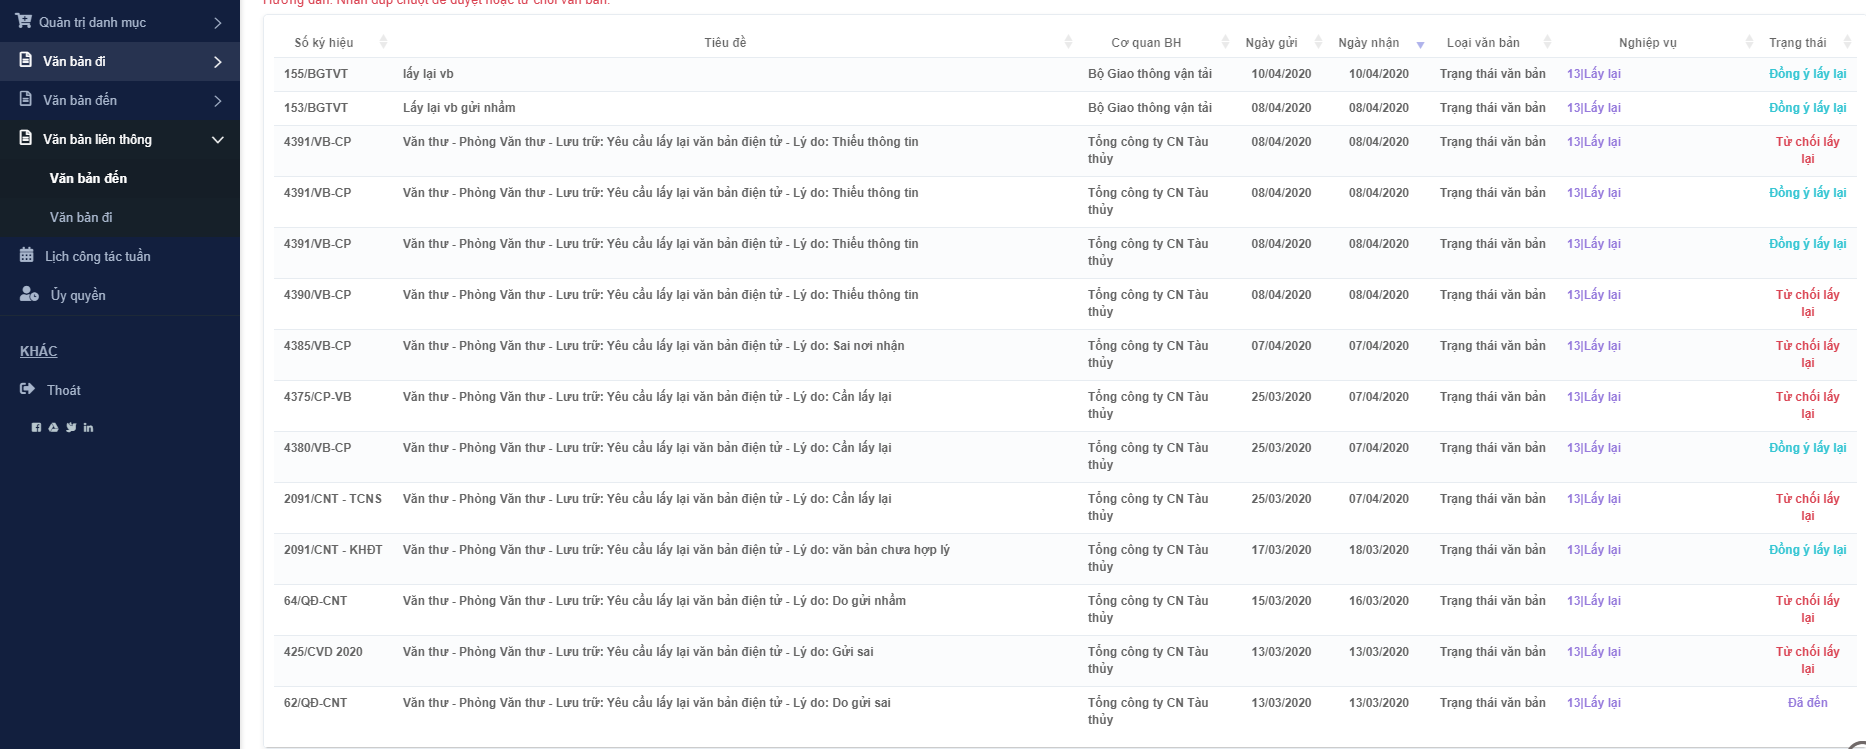 Hướng dẫn: Nhấn đúp chuột để duyệt hoặc từ chối văn bản.
Quản trị danh mục
Văn bản đi
Văn bản đến
Văn bản liên thông
Văn bản đến
Văn bản đi
Lịch công tác tuần
Ủy quyền
KHÁC
Thoát
Số ký hiệu Tiêu đề Cơ quan BH Ngày gửi Ngày nhận Loại văn bản Nghiệp vụ Trạng thái
155/BGTVT lấy lại vb Bộ Giao thông vận tải 10/04/2020 10/04/2020 Trạng thái văn bản 13|Lấy lại Đồng ý lấy lại
153/BGTVT Lấy lại vb gửi nhầm Bộ Giao thông vận tải 08/04/2020 08/04/2020 Trạng thái văn bản 13|Lấy lại Đồng ý lấy lại
4391/VB-CP Văn thư - Phòng Văn thư - Lưu trữ: Yêu cầu lấy lại văn bản điện tử - Lý do: Thiếu thông tin Tổng công ty CN Tàu 08/04/2020 08/04/2020 Trạng thái văn bản 13|Lấy lại Từ chối lấy
thủy lại
4391/VB-CP Văn thư - Phòng Văn thư - Lưu trữ: Yêu cầu lấy lại văn bản điện tử - Lý do: Thiếu thông tin Tổng công ty CN Tàu 08/04/2020 08/04/2020 Trạng thái văn bản 13|Lấy lại Đồng ý lấy lại
thủy
4391/VB-CP Văn thư - Phòng Văn thư - Lưu trữ: Yêu cầu lấy lại văn bản điện tử - Lý do: Thiếu thông tin Tổng công ty CN Tàu 08/04/2020 08/04/2020 Trạng thái văn bản 13|Lấy lại Đồng ý lấy lại
thủy
4390/VB-CP Văn thư - Phòng Văn thư - Lưu trữ: Yêu cầu lấy lại văn bản điện tử - Lý do: Thiếu thông tin Tổng công ty CN Tàu 08/04/2020 08/04/2020 Trạng thái văn bản 13|Lấy lại Từ chối lấy
thủy lại
4385/VB-CP Văn thư - Phòng Văn thư - Lưu trữ: Yêu cầu lấy lại văn bản điện tử - Lý do: Sai nơi nhận Tổng công ty CN Tàu 07/04/2020 07/04/2020 Trạng thái văn bản 13|Lấy lại Từ chối lấy
thủy lại
4375/CP-VB Văn thư - Phòng Văn thư - Lưu trữ: Yêu cầu lấy lại văn bản điện tử - Lý do: Cần lấy lại Tổng công ty CN Tàu 25/03/2020 07/04/2020 Trạng thái văn bản 13|Lấy lại Từ chối lấy
thủy lại
4380/VB-CP Văn thư - Phòng Văn thư - Lưu trữ: Yêu cầu lấy lại văn bản điện tử - Lý do: Cần lấy lại Tổng công ty CN Tàu 25/03/2020 07/04/2020 Trạng thái văn bản 13|Lấy lại Đồng ý lấy lại
thủy
2091/CNT - TCNS Văn thư - Phòng Văn thư - Lưu trữ: Yêu cầu lấy lại văn bản điện tử - Lý do: Cần lấy lại Tổng công ty CN Tàu 25/03/2020 07/04/2020 Trạng thái văn bản 13|Lấy lại Từ chối lấy
thủy lại
2091/CNT - KHĐT Văn thư - Phòng Văn thư - Lưu trữ: Yêu cầu lấy lại văn bản điện tử - Lý do: văn bản chưa hợp lý Tổng công ty CN Tàu 17/03/2020 18/03/2020 Trạng thái văn bản 13|Lấy lại Đồng ý lấy lại
thủy
64/QĐ-CNT Văn thư - Phòng Văn thư - Lưu trữ: Yêu cầu lấy lại văn bản điện tử - Lý do: Do gửi nhầm Tổng công ty CN Tàu 15/03/2020 16/03/2020 Trạng thái văn bản 13|Lấy lại Từ chối lấy
thủy lại
425/CVD 2020 Văn thư - Phòng Văn thư - Lưu trữ: Yêu cầu lấy lại văn bản điện tử - Lý do: Gửi sai Tổng công ty CN Tàu 13/03/2020 13/03/2020 Trạng thái văn bản 13|Lấy lại Từ chối lấy
thủy lại
62/QĐ-CNT Văn thư - Phòng Văn thư - Lưu trữ: Yêu cầu lấy lại văn bản điện tử - Lý do: Do gửi sai Tổng công ty CN Tàu 13/03/2020 13/03/2020 Trạng thái văn bản 13|Lấy lại Đã đến
thủy